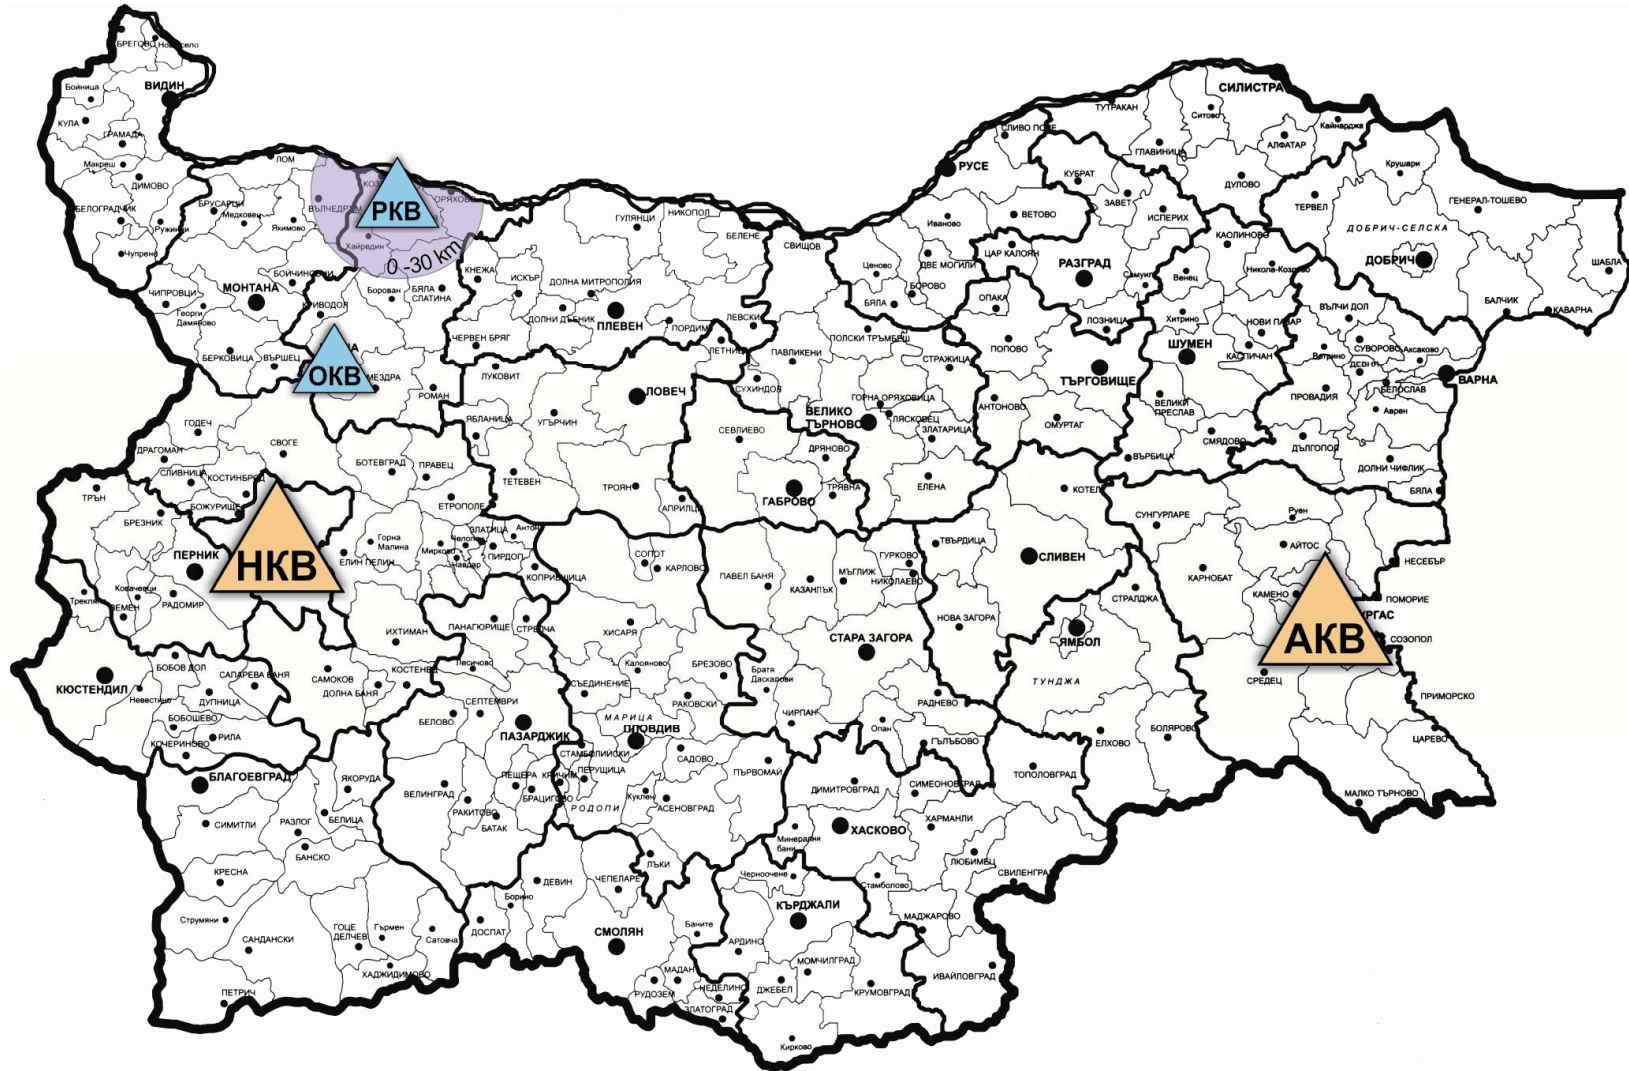 БРЕГОВО
Ново село
Бойница
ВИДИН
КУЛА
ГРАМАДА
Макреш
ДИМОВО
БЕЛОГРАДЧИК
Ружинци
Чупрене
ЛОМ
ВЪЛЧЕДРЪМ
БРУСАРЦИ
Медковец
Якимово
БОЙЧИНОВЦИ
МОНТАНА
ЧИПРОВЦИ
Георги
Дамяново
БЕРКОВИЦА
ВЪРШЕЦ
РКВ
ОРЯХОВО
Хайредин
0 -30 km
КРИВОДОЛ
Борован
БЯЛА
СЛАТИНА
ОКВ
МЕЗДРА
РОМАН
КНЕЖА
ИСКЪР
ДОЛНА МИТРОПОЛИЯ
ДОЛНИ ДЪБНИК
ПЛЕВЕН
ЧЕРВЕН БРЯГ
ГУЛЯНЦИ
НИКОПОЛ
БЕЛЕНЕ
ЛЕВСКИ
ПОРДИМ
ЛЕТНИЦА
ЛУКОВИТ
ЛОВЕЧ
ЯБЛАНИЦА
УГЪРЧИН
ТЕТЕВЕН
ТРОЯН
АПРИЛЦИ
СВИЩОВ
ПАВЛИКЕНИ
ПОЛСКИ ТРЪМБЕШ
СТРАЖИЦА
СУХИНДОЛ
ГОРНА ОРЯХОВИЦА
ВЕЛИКО
ТЪРНОВО
ЛЯСКОВЕЦ
ЗЛАТАРИЦА
ЕЛЕНА
СЕВЛИЕВО
ДРЯНОВО
ТРЯВНА
ГАБРОВО
РУСЕ
СЛИВО ПОЛЕ
Иваново
ВЕТОВО
Ценово
ДВЕ МОГИЛИ
БОРОВО
БЯЛА
ТУТРАКАН
СИЛИСТРА
Ситово
ГЛАВИНИЦА
АЛФАТАР
Кайнарджа
ДУЛОВО
КУБРАТ
ЗАВЕТ
ИСПЕРИХ
ЦАР КАЛОЯН
РАЗГРАД
Самуил
ЛОЗНИЦА
Крушари
ТЕРВЕЛ
ГЕНЕРАЛ-ТОШЕВО
ДОБРИЧ-СЕЛСКА
ДОБРИЧ
ШАБЛА
БАЛЧИК
КАВАРНА
КАОЛИНОВО
Никола-Козлево
Венец
Хитрино
НОВИ ПАЗАР
ШУМЕН
КАСПИЧАН
ВЕЛИКИ
ПРЕСЛАВ
СМЯДОВО
ВЪРБИЦА
ОПАКА
ПОПОВО
ТЪРГОВИЩЕ
АНТОНОВО
ОМУРТАГ
ВЪЛЧИ ДОЛ
СУВОРОВО
Аксаково
Ветрино
ДЕВНЯ
БЕЛОСЛАВ
ВАРНА
ПРОВАДИЯ
Аврен
ДЪЛГОПОЛ
ДОЛНИ ЧИФЛИК
БЯЛА
ГОДЕЧ
СВОГЕ
ДРАГОМАН
СЛИВНИЦА
КОСТИНБРОД
БОЖУРИЩЕ
БОТЕВГРАД
ПРАВЕЦ
ЕТРОПОЛЕ
ЕЛИН ПЕЛИН
Горна
Малина
Мирково
Челопеч
Чавдар
ЗЛАТИЦА
Антон
ПИРДОП
КОПРИВЩИЦА
ИХТИМАН
КОСТЕНЕЦ
САМОКОВ
ДОЛНА БАНЯ
ТРЪН
БРЕЗНИК
ПЕРНИК
Ковачевци
РАДОМИР
ЗЕМЕН
НКВ
Трекляно
КЮСТЕНДИЛ
БОБОВ ДОЛ
САПАРЕВА БАНЯ
Невестино
ДУПНИЦА
БОБОШЕВО
РИЛА
КОЧЕРИНОВО
БЛАГОЕВГРАД
ЯКОРУДА
СИМИТЛИ
РАЗЛОГ
БЕЛИЦА
БАНСКО
КРЕСНА
Струмяни
САНДАНСКИ
ГОЦЕ
ДЕЛЧЕВ
Гърмен
Сатовча
ХАДЖИДИМОВО
ПЕТРИЧ
ПАНАГЮРИЩЕ
СТРЕЛЧА
Лесичово
СЕПТЕМВРИ
БЕЛОВО
ПАЗАРДЖИК
ВЕЛИНГРАД
ПЕЩЕРА
РАКИТОВО
БРАЦИГОВО
БАТАК
СОПОТ
КАРЛОВО
ХИСАРЯ
Калояново
БРЕЗОВО
СЪЕДИНЕНИЕ
РАКОВСКИ
МАРИЦА
ПЛОВДИВ
СТАМБОЛИЙСКИ
КРИЧИМ
ПЕРУЩИЦА
САДОВО
ПЪРВОМАЙ
Куклен
РОДОПИ
АСЕНОВГРАД
ЛЪКИ
ПАВЕЛ БАНЯ
КАЗАНЛЪК
МЪГЛИЖ
ГУРКОВО
НИКОЛАЕВО
СТАРА ЗАГОРА
Братя
Даскалови
ЧИРПАН
Опан
РАДНЕВО
ГЪЛЪБОВО
КОТЕЛ
ТВЪРДИЦА
СЛИВЕН
НОВА ЗАГОРА
СТРАЛДЖА
ЯМБОЛ
ТУНДЖА
ЕЛХОВО
БОЛЯРОВО
СУНГУРЛАРЕ
Руен
АЙТОС
КАРНОБАТ
КАМЕНО
НЕСЕБЪР
ПОМОРИЕ
АКВ
СОЗОПОЛ
СРЕДЕЦ
ПРИМОРСКО
ЦАРЕВО
МАЛКО ТЪРНОВО
ТОПОЛОВГРАД
ДИМИТРОВГРАД
СИМЕОНОВГРАД
ХАСКОВО
ХАРМАНЛИ
Минерални
бани
ЛЮБИМЕЦ
СВИЛЕНГРАД
Стамболово
МАДЖАРОВО
ИВАЙЛОВГРАД
Черноочене
КЪРДЖАЛИ
АРДИНО
МОМЧИЛГРАД
ДЖЕБЕЛ
КРУМОВГРАД
Кирково
ДЕВИН
ЧЕПЕЛАРЕ
Борино
ДОСПАТ
СМОЛЯН
Баните
МАДАН
РУДОЗЕМ
НЕДЕЛИНО
ЗЛАТОГРАД